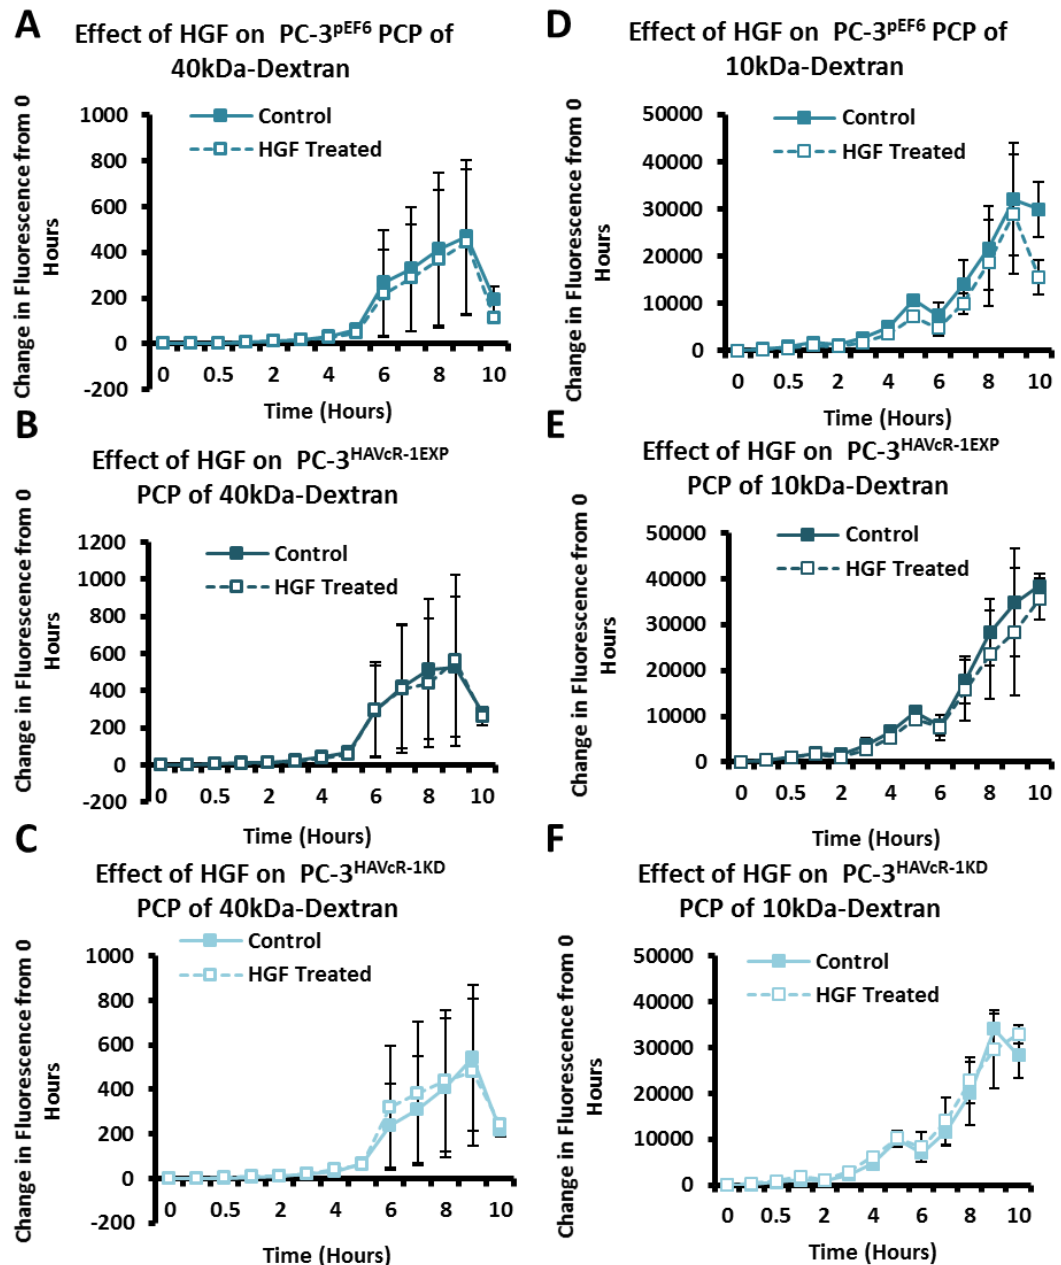 A
Effect of HGF on PC-3pEF6 PCP of
40kDa-Dextran
Change in Fluorescence from 0
Hours
1000
800
600
400
200
0
-200
Control
HGF Treated
0 0.5 2 4 6 8 10
Time (Hours)
D
Effect of HGF on PC-3pEF6 PCP of
10kDa-Dextran
Change in Fluorescence from 0
Hours
50000
40000
30000
20000
10000
0
Control
HGF Treated
0 0.5 2 4 6 8 10
Time (Hours)
B
Effect of HGF on PC-3HAVcR-1EXP
PCP of 40kDa-Dextran
Change in Fluorescence from 0
Hours
1200
1000
800
600
400
200
0
-200
Control
HGF Treated
0 0.5 2 4 6 8 10
Time (Hours)
E
Effect of HGF on PC-3HAVcR-1EXP
PCP of 10kDa-Dextran
Change in Fluorescence from 0
Hours
50000
40000
30000
20000
10000
0
Control
HGF Treated
0 0.5 2 4 6 8 10
Time (Hours)
C
Effect of HGF on PC-3HAVcR-1KD
PCP of 40kDa-Dextran
Change in Fluorescence from 0
Hours
1000
800
600
400
200
0
-200
Control
HGF Treated
0 0.5 2 4 6 8 10
Time (Hours)
F
Effect of HGF on PC-3HAVcR-1KD
PCP of 10kDa-Dextran
Change in Fluorescence from 0
Hours
50000
40000
30000
20000
10000
0
Control
HGF Treated
0 0.5 2 4 6 8 10
Time (Hours)